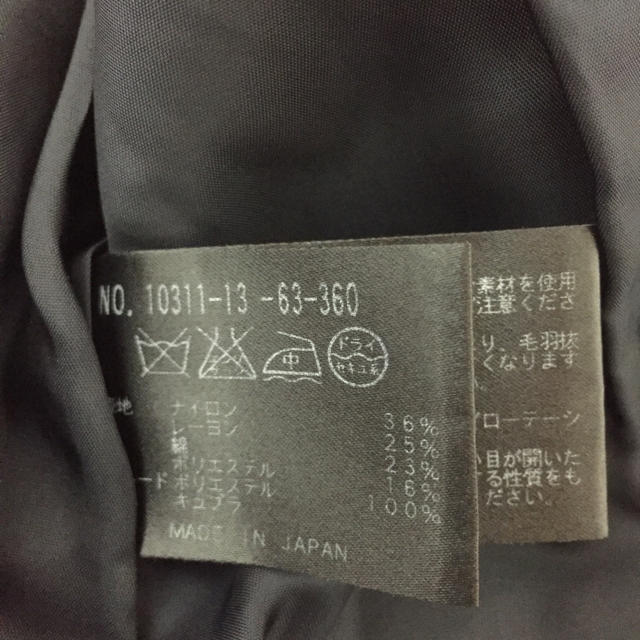 NO. 10311-13 -63-360
中
ドライ
セキユ系
地 ナイロン 36%
レーヨン 25%
綿 23%
ポリエステル 16%
ード ポリエステル 100%
キュプラ
MADE IN JAPAN
素材を使用
注意くださ
り、毛羽抜
くなります
ローテーシ
い目が開いた
る性質をも
ださい。